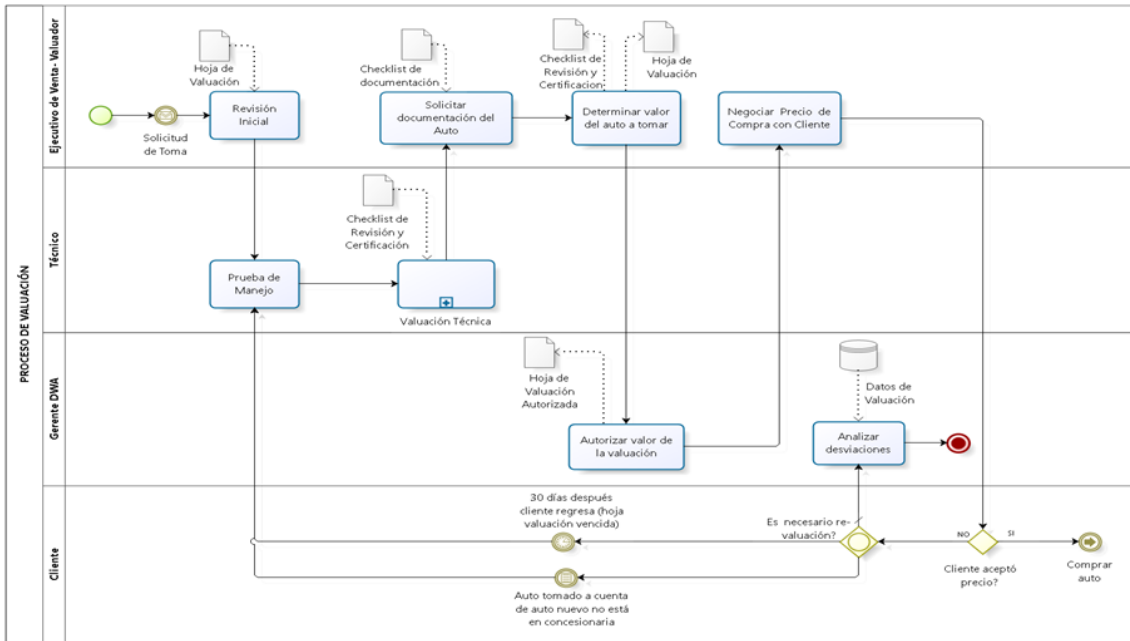 PROCESO DE VALUACIÓN
Ejecutivo de Venta- Valuador
Solicitud
de Toma
Hoja de
Valuación
Revisión
Inicial
Checklist de
documentación
Solicitar
documentación del
Auto
Checklist de
Revisión y
Certificacion
Hoja de
Valuación
Determinar valor
del auto a tomar
Negociar Precio de
Compra con Cliente
Técnico
Prueba de
Manejo
Checklist de
Revisión y
Certificación
Valuación Técnica
Gerente DWA
Hoja de
Valuación
Autorizada
Autorizar valor de
la valuación
Datos de
Valuación
Analizar
desviaciones
Cliente
30 días después
cliente regresa (hoja
valuación vencida)
Auto tomado a cuenta
de auto nuevo no está
en concesionaria
Es necesario re-
valuación?
NO
SI
Cliente aceptó
precio?
Comprar
auto